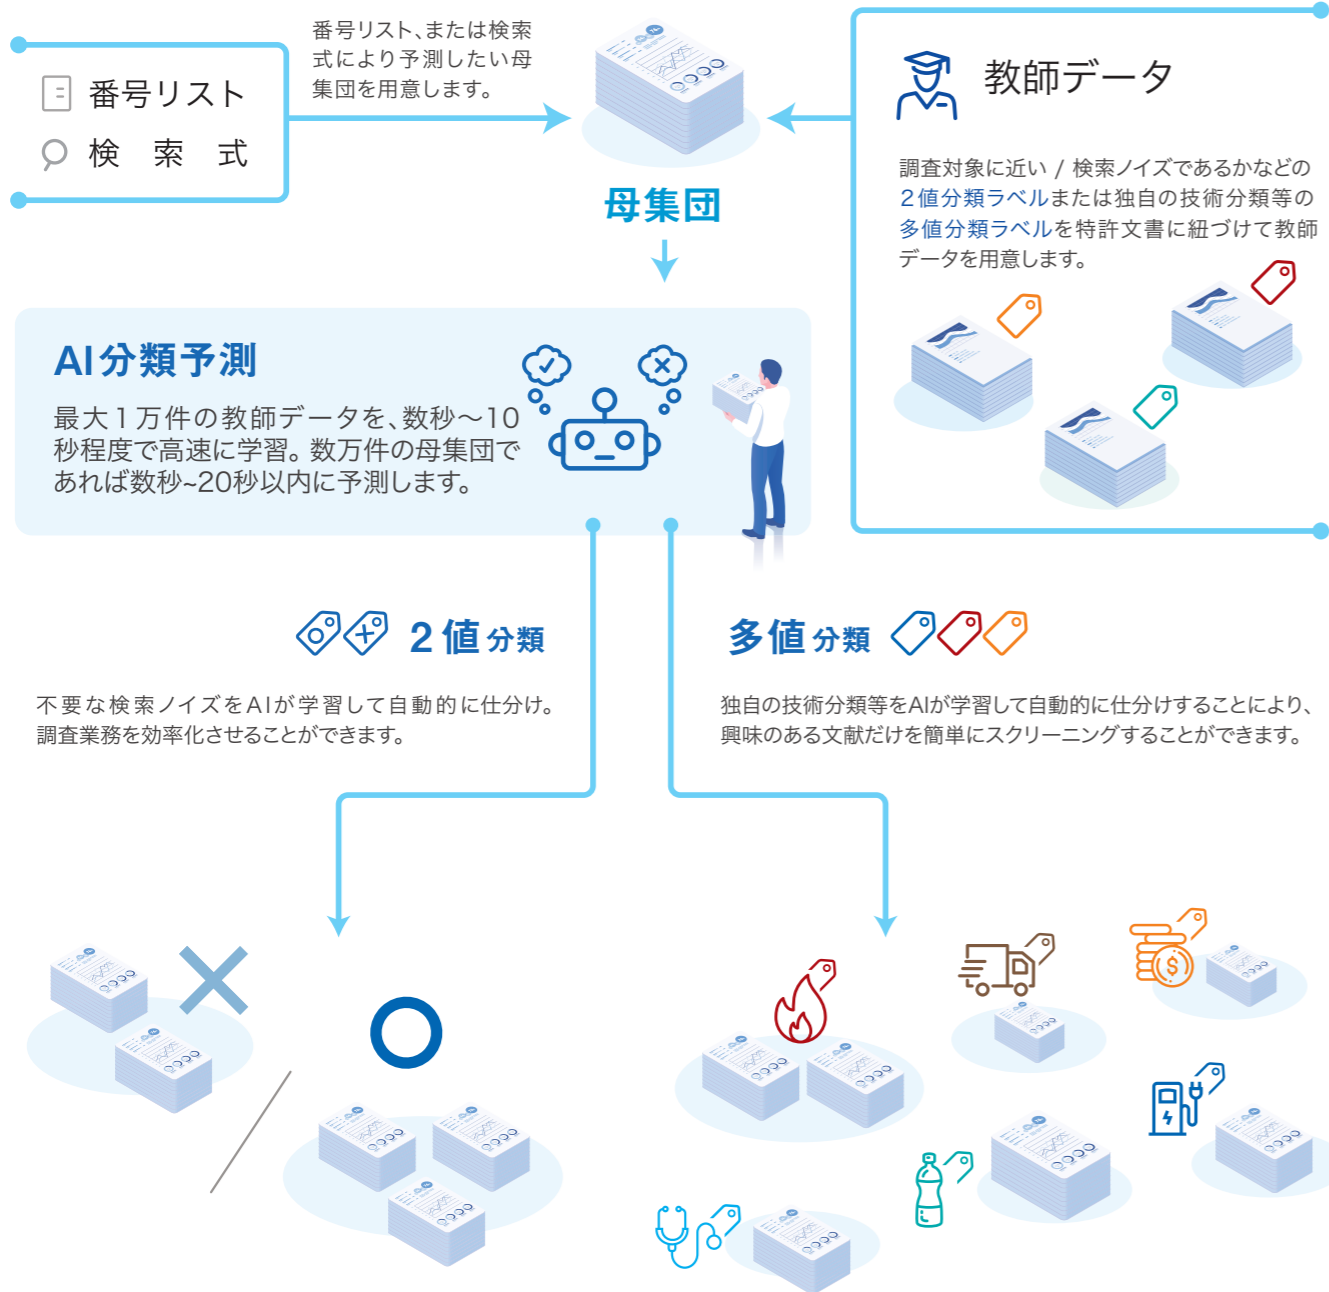 番号リスト
検索式
番号リスト、または検索
式により予測したい母
集団を用意します。
母集団
教師データ
調査対象に近い / 検索ノイズであるかなどの
２値分類ラベルまたは独自の技術分類等の
多値分類ラベルを特許文書に紐づけて教師
データを用意します。
AI分類予測
最大１万件の教師データを、数秒〜10
秒程度で高速に学習。数万件の母集団で
あれば数秒~20秒以内に予測します。
２値分類
不要な検索ノイズをAIが学習して自動的に仕分け。
調査業務を効率化させることができます。
多値分類
独自の技術分類等をAIが学習して自動的に仕分けすることにより、
興味のある文献だけを簡単にスクリーニングすることができます。